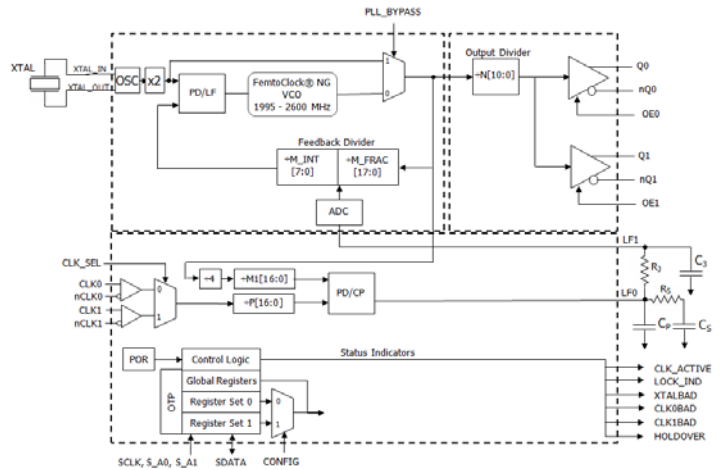 PLL_BYPASS
XTAL
XTAL_IN
XTAL_OUT
OSC
x2
PD/LF
FemtoClock® NG
VCO
1995 - 2600 MHz
1
0
Output Divider
÷N[10:0]
Q0
nQ0
OE0
Q1
nQ1
OE1
Feedback Divider
÷M_INT
[7:0]
÷M_FRAC
[17:0]
ADC
CLK_SEL
CLK0
nCLK0
CLK1
nCLK1
0
1
÷4
÷M1[16:0]
÷P[16:0]
PD/CP
LF1
LF0
R3
C3
RS
CP
CS
POR
Control Logic
Status Indicators
OTP
Global Registers
Register Set 0
Register Set 1
0
1
SCLK, S_A0, S_A1
SDATA
CONFIG
CLK_ACTIVE
LOCK_IND
XTALBAD
CLK0BAD
CLK1BAD
HOLDOVER